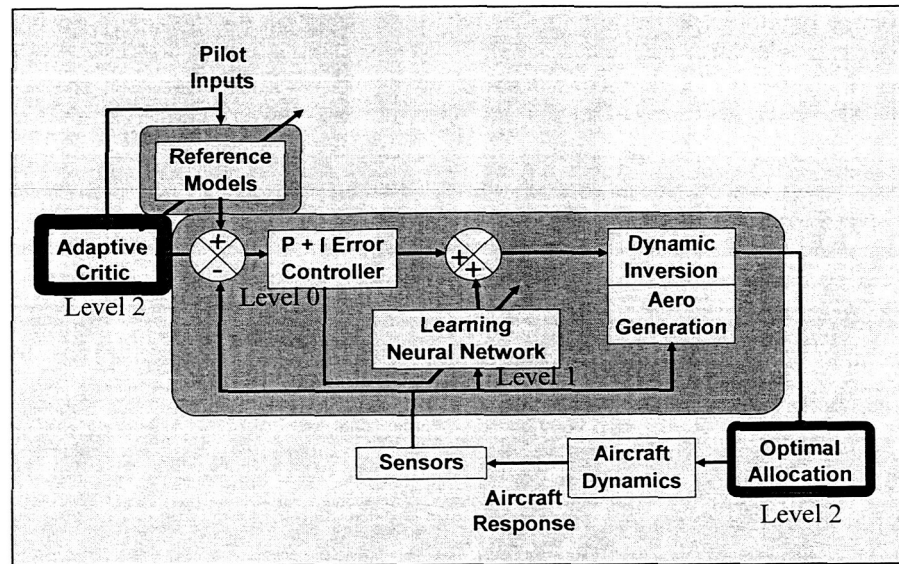 Pilot
Inputs
Reference
Models
Adaptive
Critic
Level 2
+
-
P + I Error
Controller
Level 0
+
+
Learning
Neural Network
Level 1
Dynamic
Inversion
Aero
Generation
Sensors
Aircraft
Response
Aircraft
Dynamics
Optimal
Allocation
Level 2